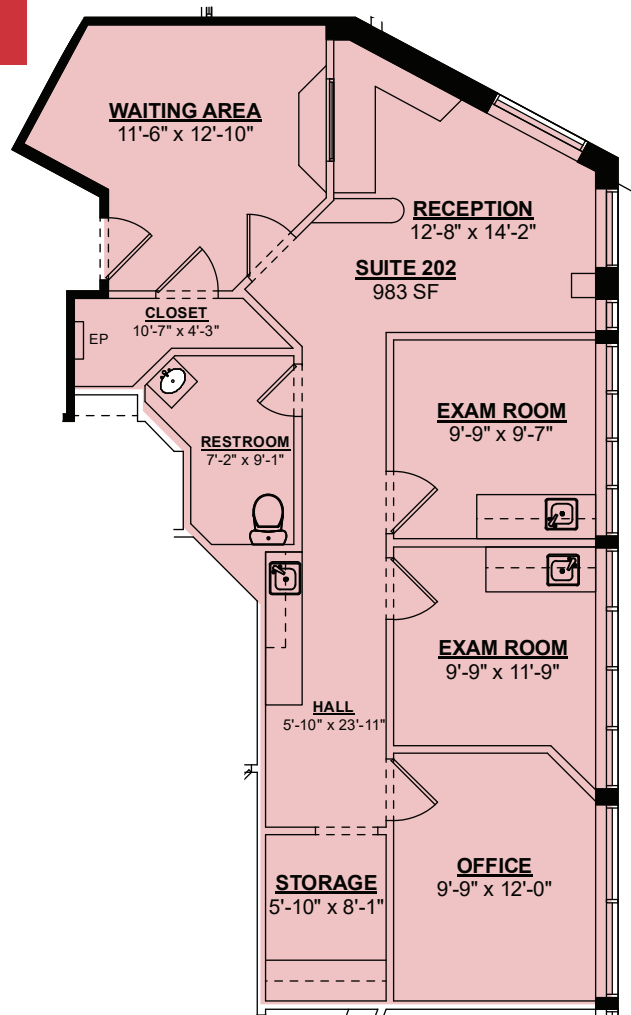 WAITING AREA
11'-6" x 12'-10"
RECEPTION
12'-8" x 14'-2"
SUITE 202
983 SF
CLOSET
10'-7" x 4'-3"
EP
EXAM ROOM
9'-9" x 9'-7"
RESTROOM
7'-2" x 9'-1"
EXAM ROOM
9'-9" x 11'-9"
HALL
5'-10" x 23'-11"
OFFICE
9'-9" x 12'-0"
STORAGE
5'-10" x 8'-1"